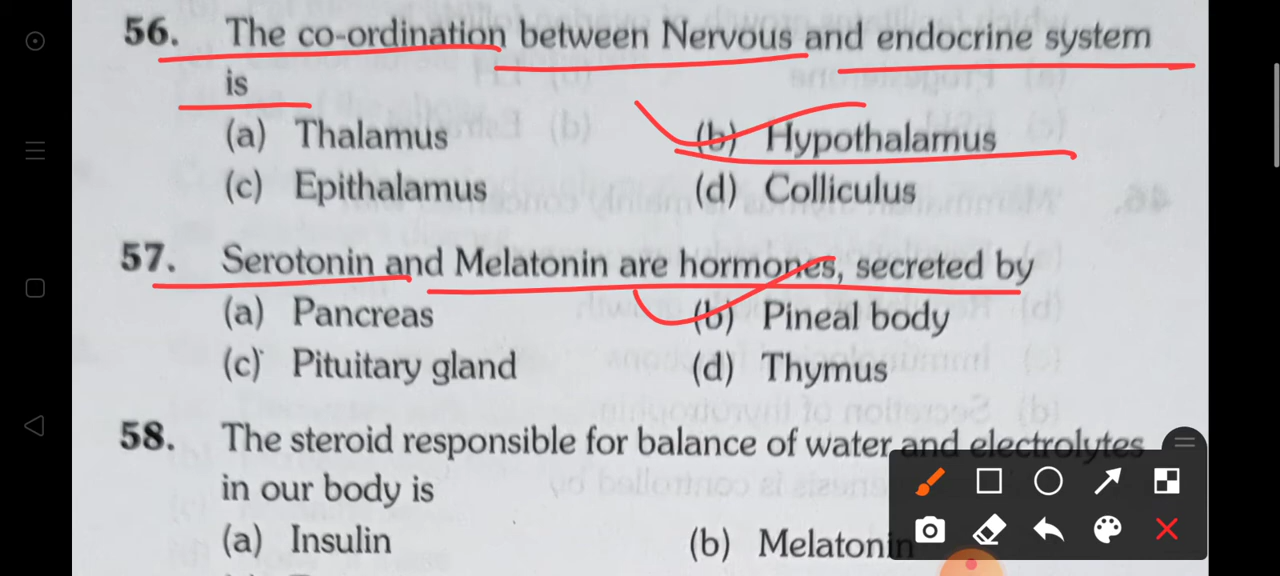 56. The co-ordination between Nervous and endocrine system
is
(a) Thalamus (b) Hypothalamus
(c) Epithalamus (d) Colliculus
57. Serotonin and Melatonin are hormones, secreted by
(a) Pancreas (b) Pineal body
(c) Pituitary gland (d) Thymus
58. The steroid responsible for balance of water and electrolytes
in our body is
(a) Insulin (b) Melatonin